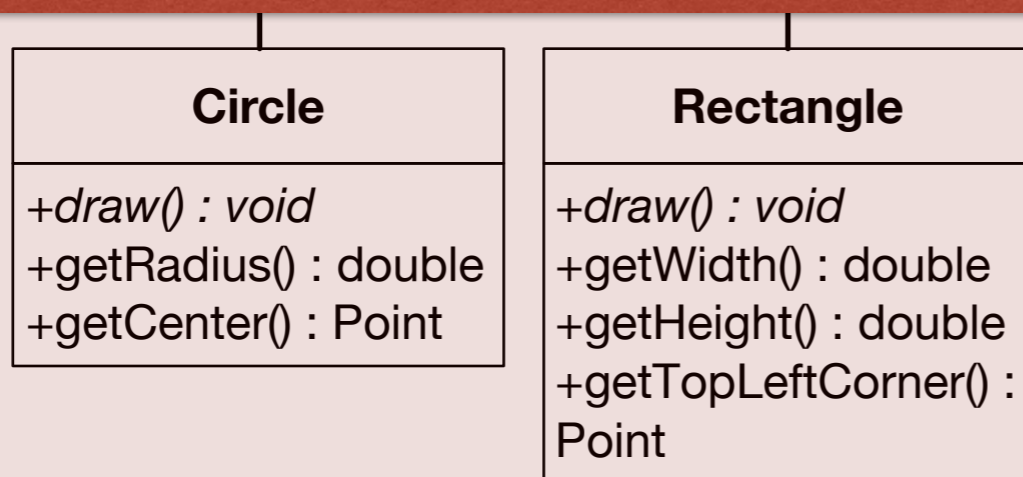 Circle
+draw() : void
+getRadius() : double
+getCenter() : Point
Rectangle
+draw() : void
+getWidth() : double
+getHeight() : double
+getTopLeftCorner() :
Point